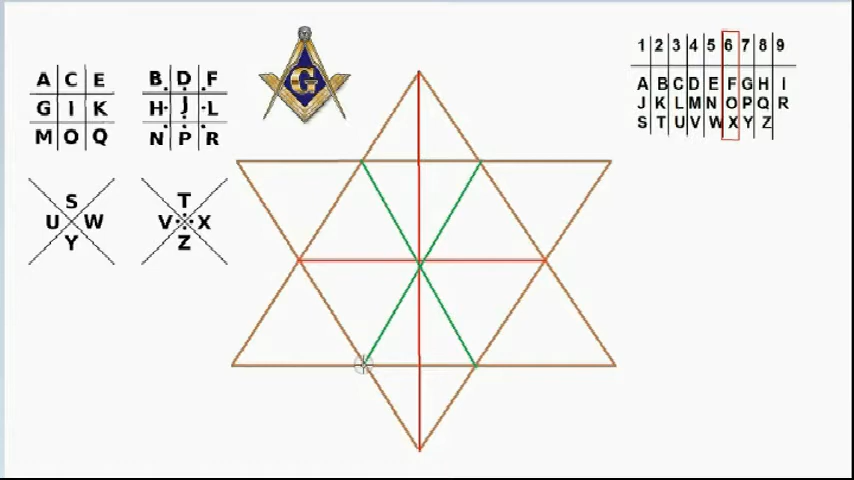 A C E
G I K
M O Q
B D F
H J L
N P R
S
U W
Y
T
V X
Z
G
1 2 3 4 5 6 7 8 9
A B C D E F G H I
J K L M N O P Q R
S T U V W X Y Z